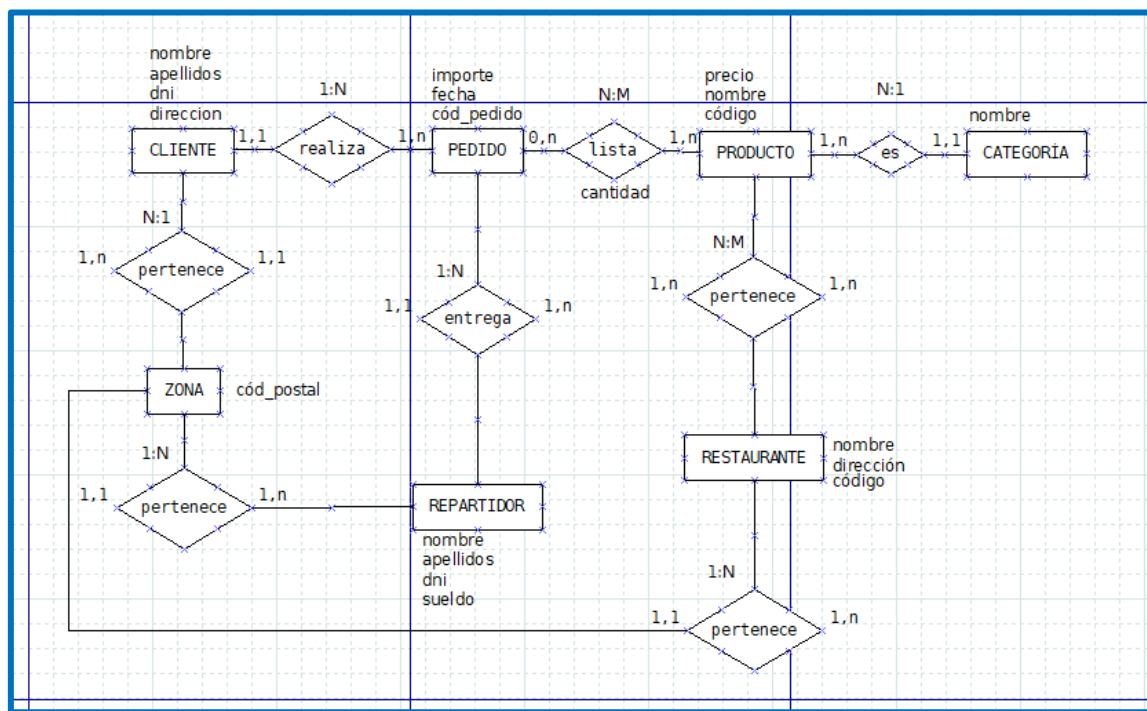 nombre
apellidos
dni
direccion
1:N
importe
fecha
cód_pedido
N:M
precio
nombre
código
N:1
nombre
CLIENTE
1,1
realiza
1,n
PEDIDO
0,n
lista
1,n
PRODUCTO
1,n
es
1,1
CATEGORÍA
cantidad
N:1
1,n
pertenece
1,1
1:N
1,1
entrega
1,n
N:M
1,n
pertenece
1,n
ZONA
cód_postal
1:N
1,1
pertenece
1,n
REPARTIDOR
nombre
apellidos
dni
sueldo
RESTAURANTE
nombre
dirección
código
1:N
1,1
pertenece
1,n